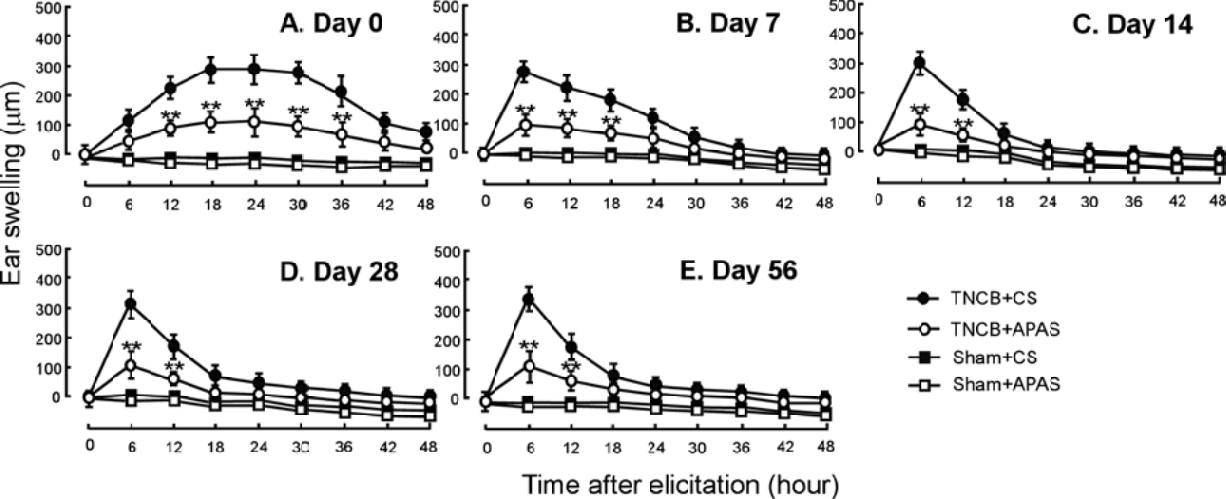 A. Day 0
500
400
300
200
100
0
0 6 12 18 24 30 36 42 48
** ** ** ** **
B. Day 7
500
400
300
200
100
0
0 6 12 18 24 30 36 42 48
** ** **
C. Day 14
500
400
300
200
100
0
0 6 12 18 24 30 36 42 48
** **
Ear swelling (μm)
D. Day 28
500
400
300
200
100
0
0 6 12 18 24 30 36 42 48
** **
E. Day 56
500
400
300
200
100
0
0 6 12 18 24 30 36 42 48
** **
TNCB+CS
TNCB+APAS
Sham+CS
Sham+APAS
Time after elicitation (hour)